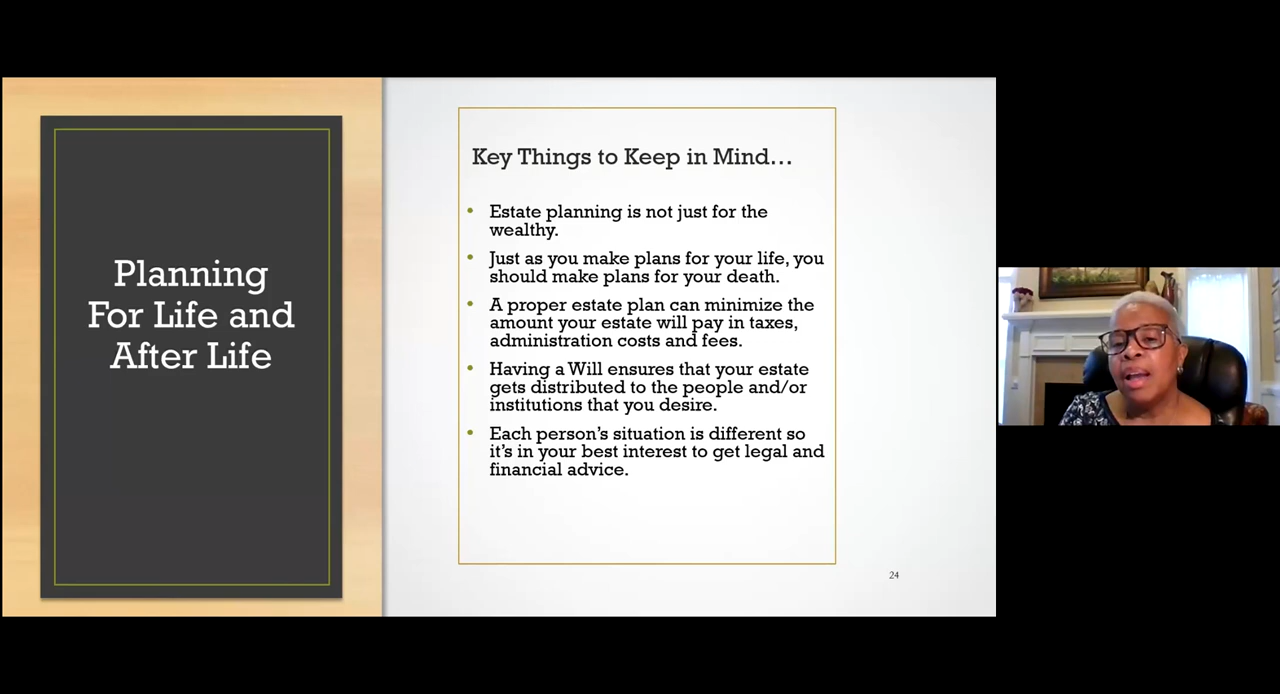 Planning
For Life and
After Life
Key Things to Keep in Mind...
• Estate planning is not just for the
wealthy.
• Just as you make plans for your life, you
should make plans for your death.
• A proper estate plan can minimize the
amount your estate will pay in taxes,
administration costs and fees.
• Having a Will ensures that your estate
gets distributed to the people and/or
institutions that you desire.
• Each person's situation is different so
it's in your best interest to get legal and
financial advice.
24